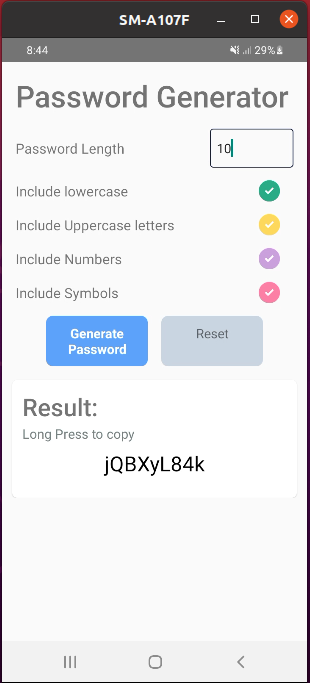 SM-A107F
8:44 29%
Password Generator
Password Length 10
Include lowercase
Include Uppercase letters
Include Numbers
Include Symbols
Generate
Password
Reset
Result:
Long Press to copy
jQBXyL84k